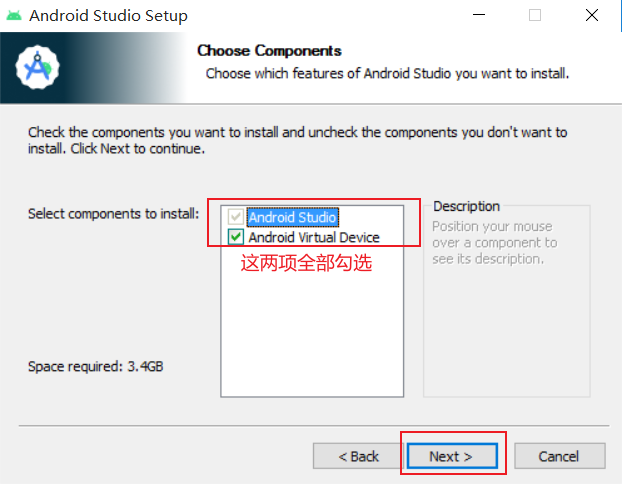 Android Studio Setup
Choose Components
Choose which features of Android Studio you want to install.
Check the components you want to install and uncheck the components you don't want to
install. Click Next to continue.
Select components to install:
Android Studio
Android Virtual Device
这两项全部勾选
Description
Position your mouse
over a component to
see its description.
Space required: 3.4GB
< Back
Next >
Cancel